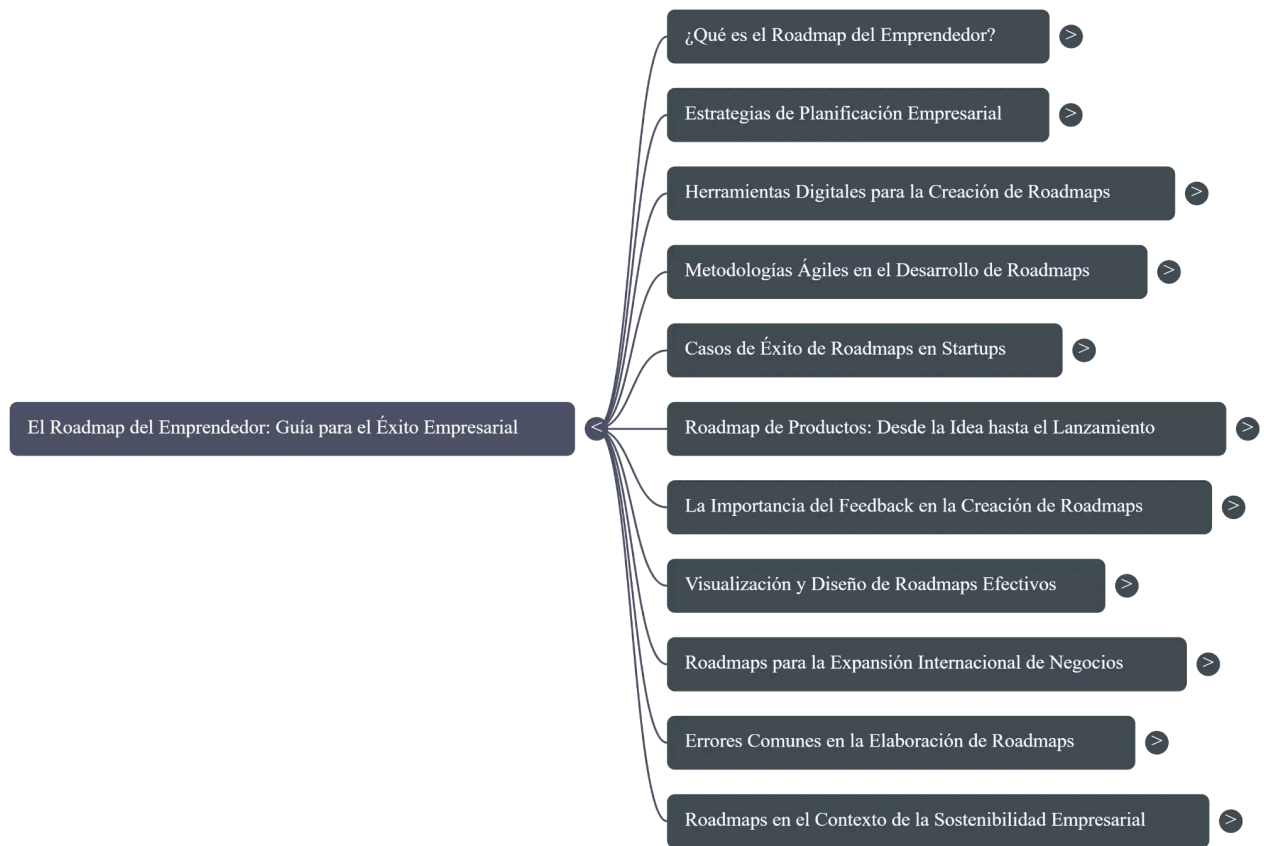 ¿Qué es el Roadmap del Emprendedor? >
Estrategias de Planificación Empresarial >
Herramientas Digitales para la Creación de Roadmaps >
Metodologías Ágiles en el Desarrollo de Roadmaps >
Casos de Éxito de Roadmaps en Startups >
El Roadmap del Emprendedor: Guía para el Éxito Empresarial <
Roadmap de Productos: Desde la Idea hasta el Lanzamiento >
La Importancia del Feedback en la Creación de Roadmaps >
Visualización y Diseño de Roadmaps Efectivos >
Roadmaps para la Expansión Internacional de Negocios >
Errores Comunes en la Elaboración de Roadmaps >
Roadmaps en el Contexto de la Sostenibilidad Empresarial >